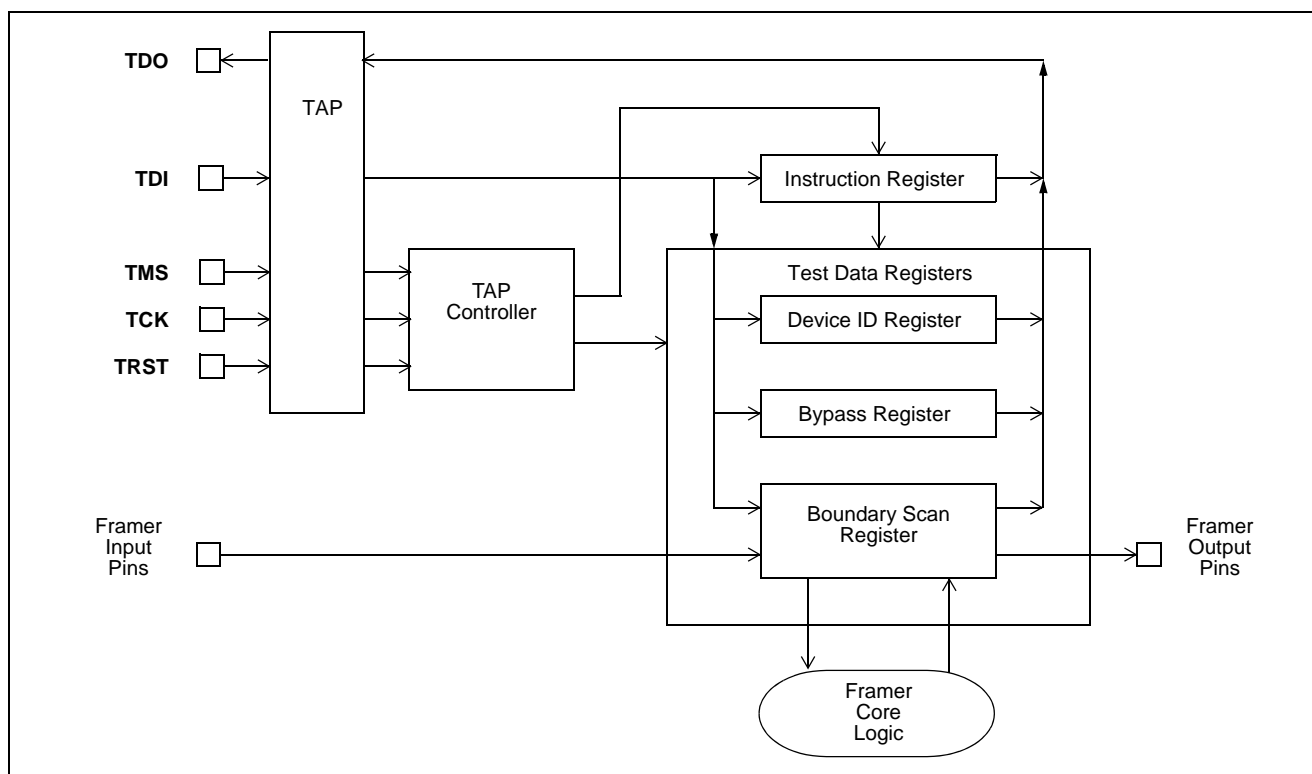 TDO
TAP
TDI
Instruction Register
TMS
TAP
Controller
Test Data Registers
TCK
Device ID Register
TRST
Bypass Register
Boundary Scan
Register
Framer
Input
Pins
Framer
Output
Pins
Framer
Core
Logic